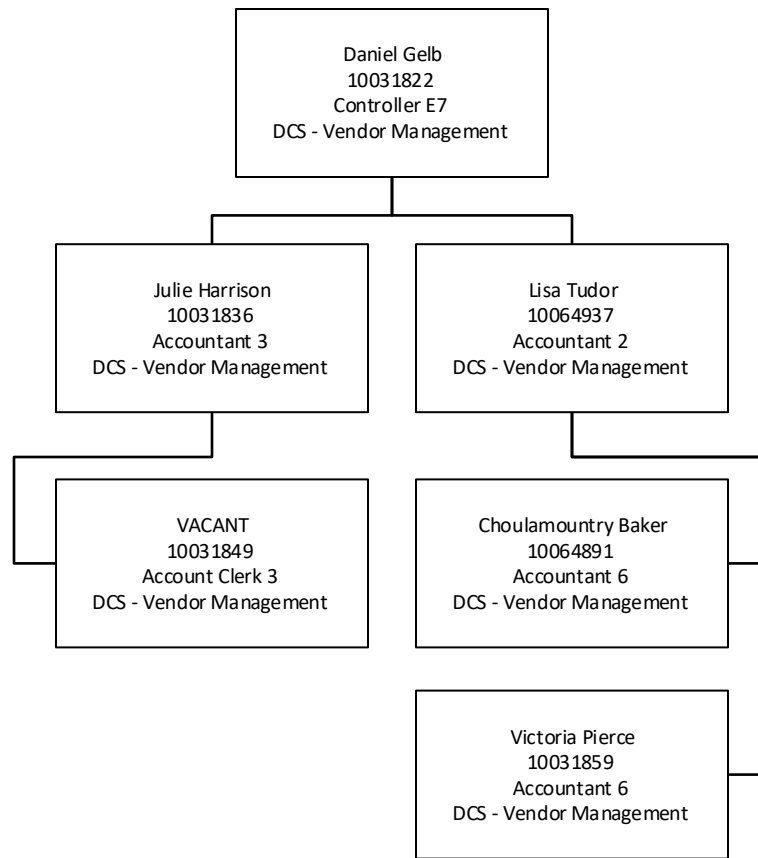 Daniel Gelb
10031822
Controller E7
DCS - Vendor Management
Julie Harrison
10031836
Accountant 3
DCS - Vendor Management
Lisa Tudor
10064937
Accountant 2
DCS - Vendor Management
VACANT
10031849
Account Clerk 3
DCS - Vendor Management
Choulamountry Baker
10064891
Accountant 6
DCS - Vendor Management
Victoria Pierce
10031859
Accountant 6
DCS - Vendor Management